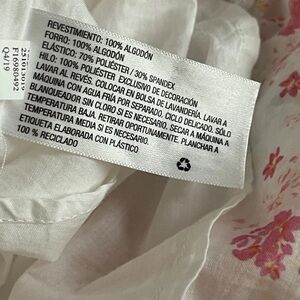 REVESTIMIENTO: 100% ALGODÓN
FORRO: 100% ALGODÓN
ELÁSTICO: 70% POLIÉSTER / 30% SPANDEX
HILO: 100% POLIÉSTER EXCLUSIVO DE DECORACIÓN
LAVAR AL REVÉS. COLOCAR EN BOLSA DE LAVANDERÍA. LAVAR A
MÁQUINA CON AGUA FRÍA POR SEPARADO. CICLO DELICADO. SÓLO
BLANQUEADOR SIN CLORO SI ES NECESARIO. SECAR A MÁQUINA A
TEMPERATURA BAJA. RETIRAR OPORTUNAMENTE. PLANCHAR A
TEMPERATURA MEDIA SI ES NECESARIO.
ETIQUETA ELABORADA CON PLÁSTICO
100 % RECICLADO
Q4/19